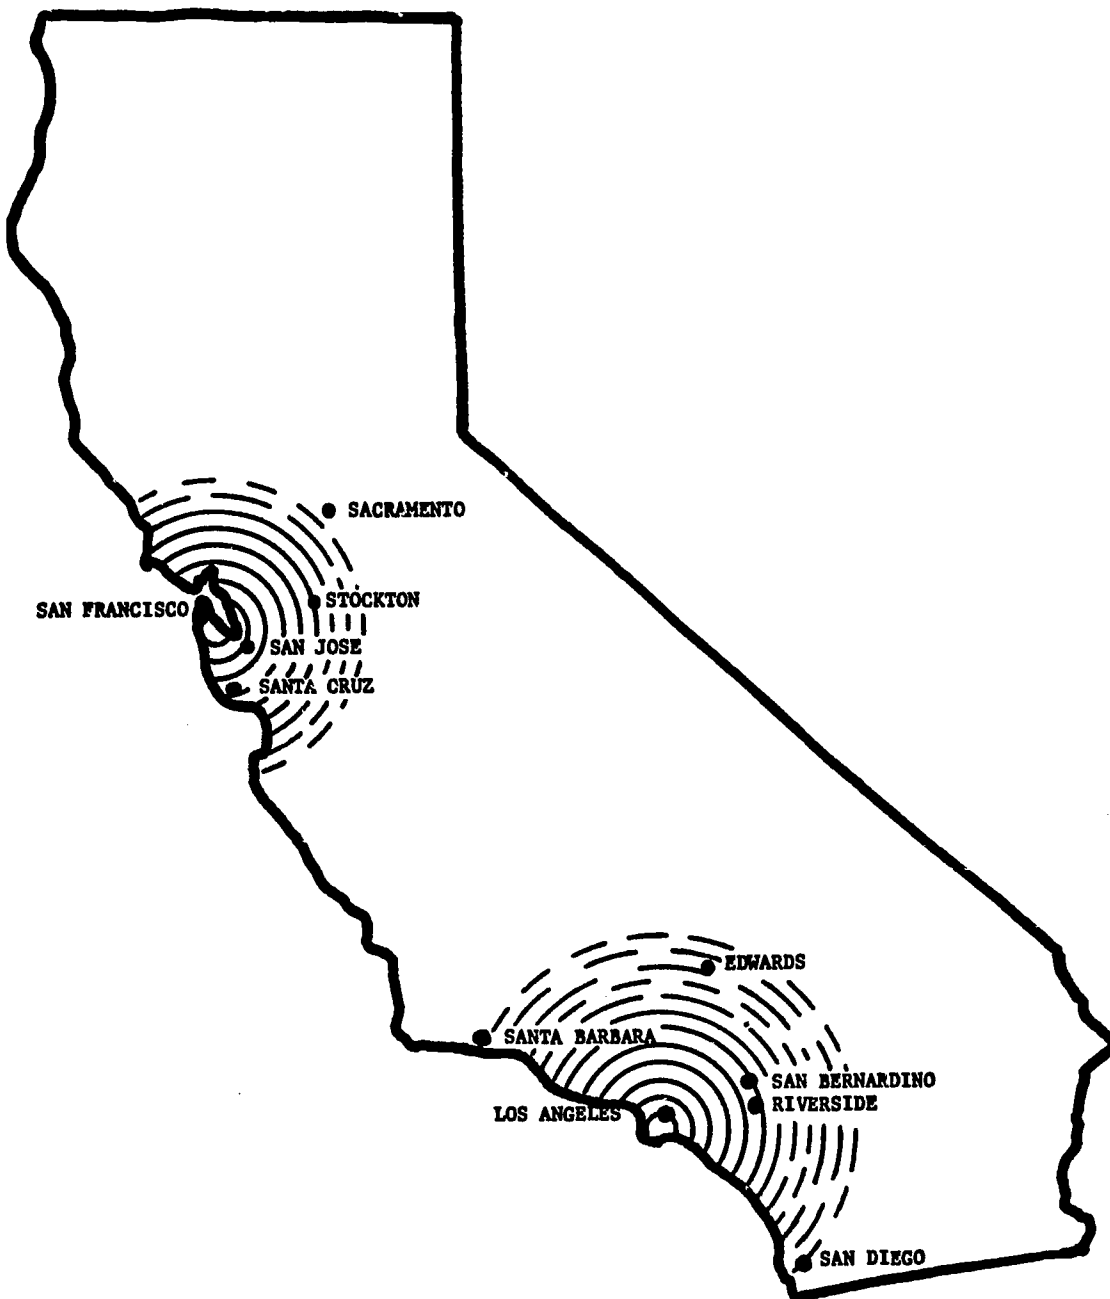 SACRAMENTO
STOCKTON
SAN FRANCISCO
SAN JOSE
SANTA CRUZ
EDWARDS
SANTA BARBARA
SAN BERNARDINO
RIVERSIDE
LOS ANGELES
SAN DIEGO